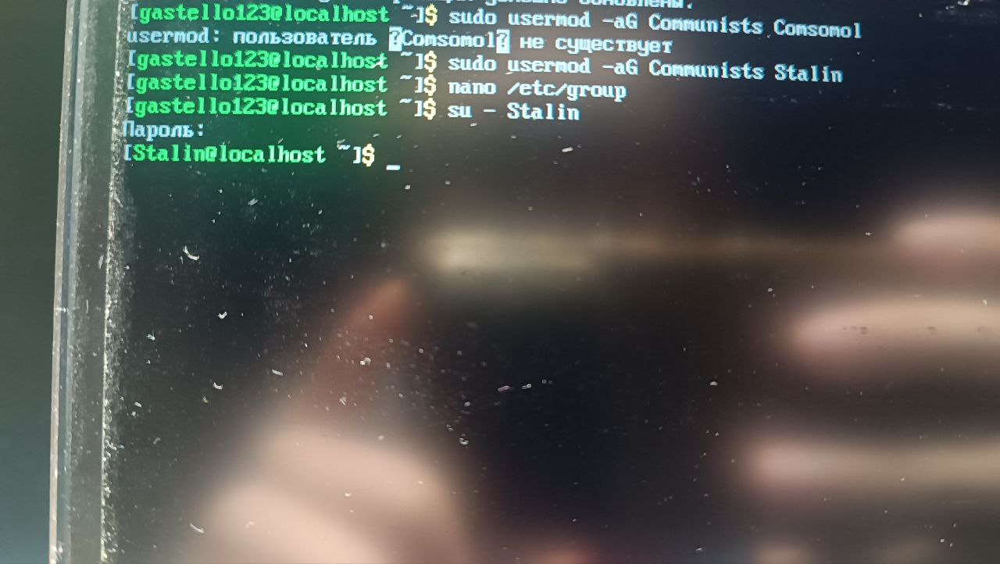 [gastello123@localhost ~]$ sudo usermod -aG Communists Comsomol
usermod: пользователь ?Comsomol? не существует
[gastello123@localhost ~]$ sudo usermod -aG Communists Stalin
[gastello123@localhost ~]$ nano /etc/group
[gastello123@localhost ~]$ su - Stalin
Пароль:
[Stalin@localhost ~]$ _